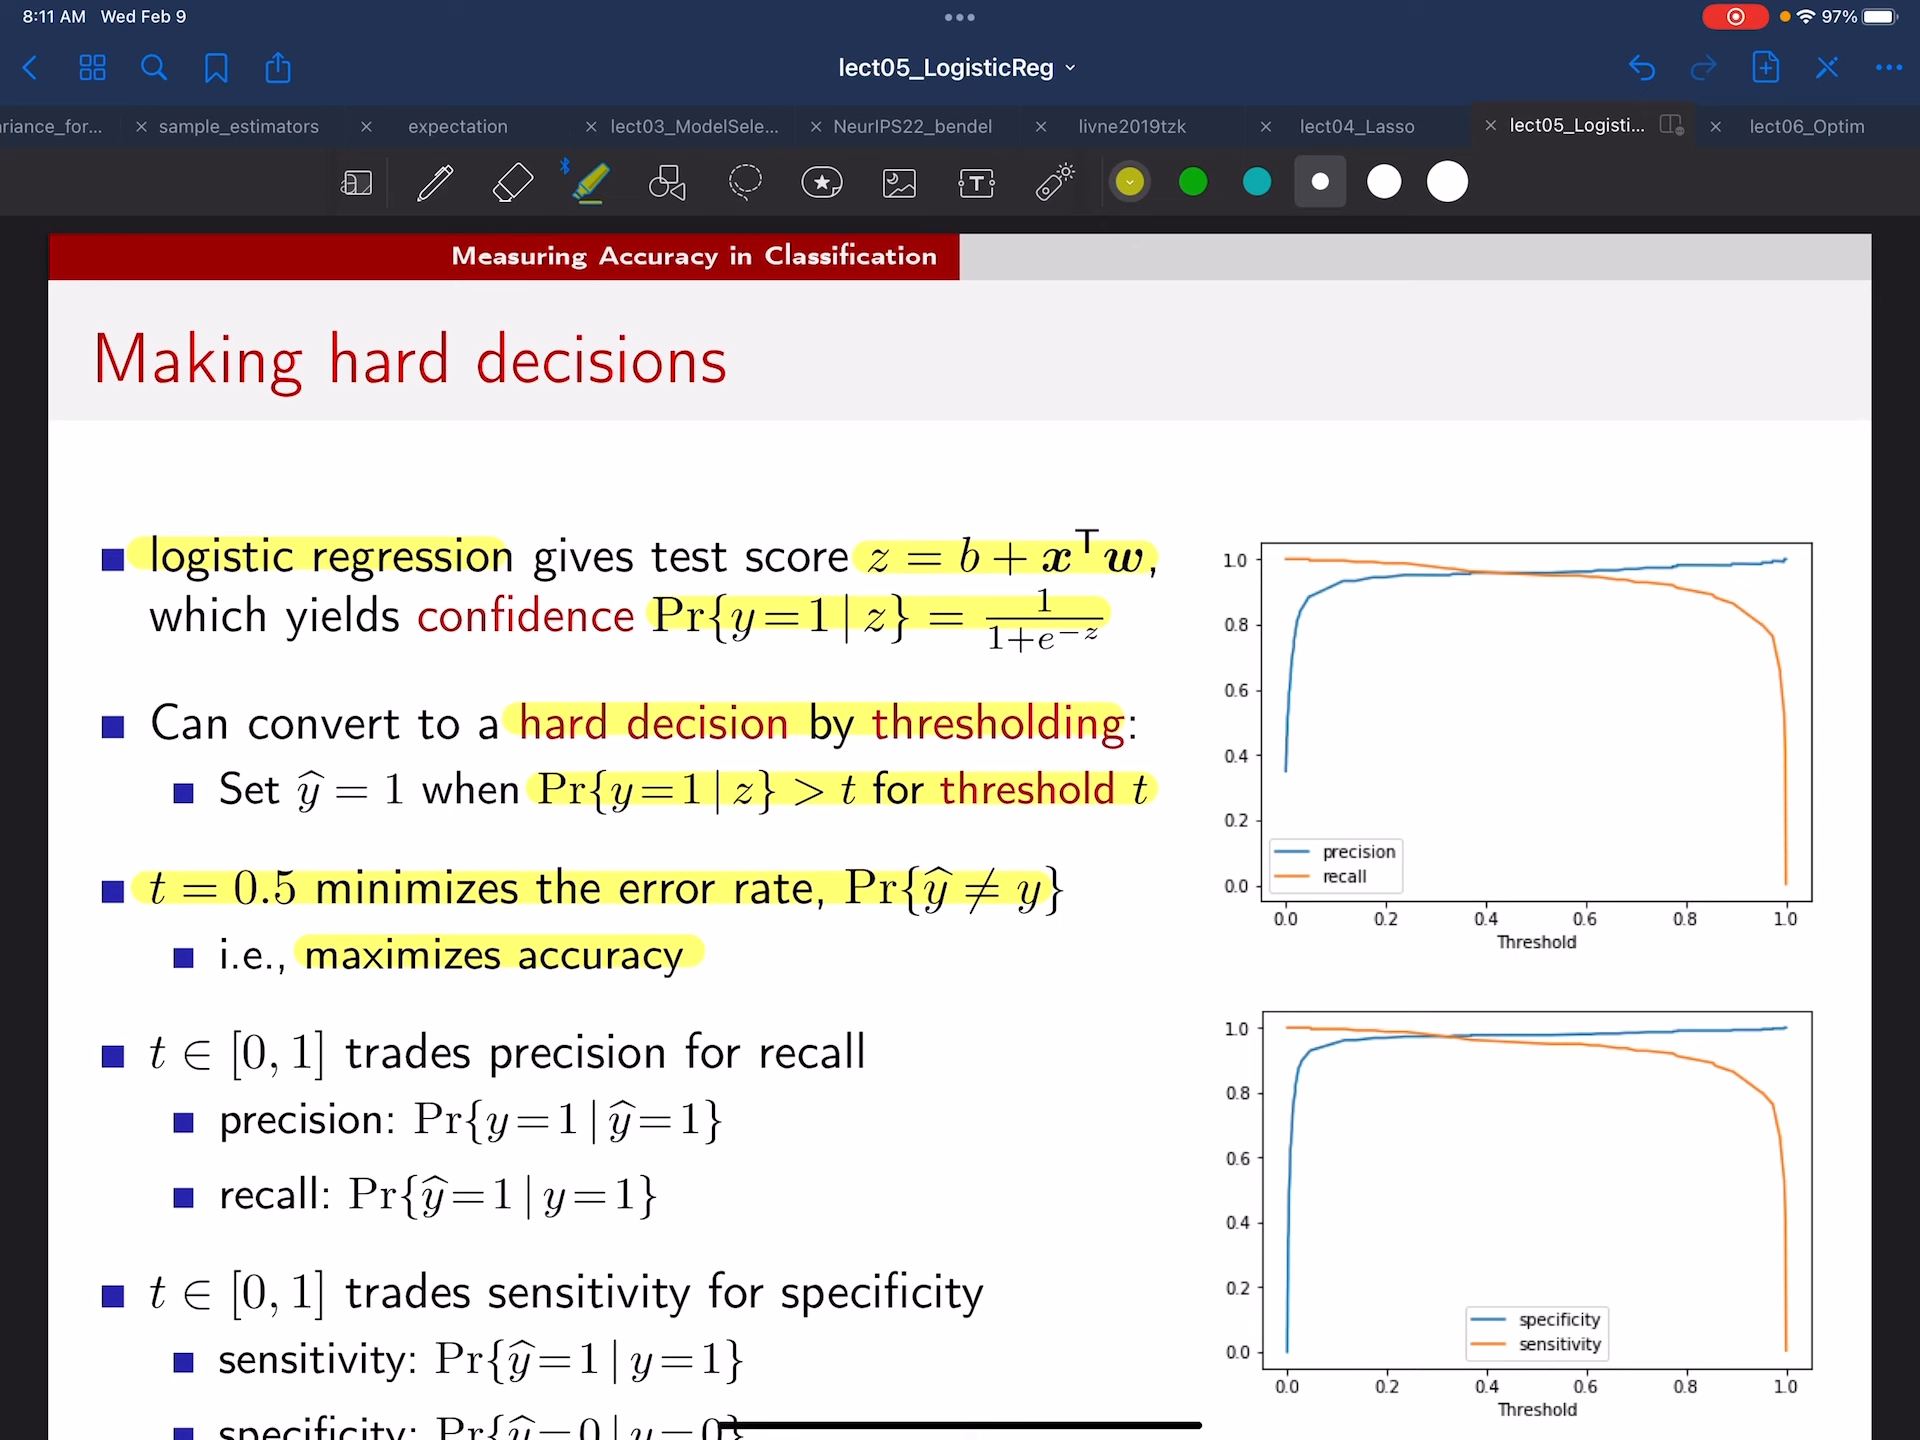 8:11 AM Wed Feb 9
97%
lect05_LogisticReg
riance_for...
sample_estimators
expectation
lect03_ModelSele...
NeurIPS22_bendel
livne2019tzk
lect04_Lasso
lect05_Logisti...
lect06_Optim
Measuring Accuracy in Classification
Making hard decisions
logistic regression gives test score z = b + x⊤w,
which yields confidence Pr{y=1 | z} = 1/(1+e^−z)
Can convert to a hard decision by thresholding:
Set ŷ = 1 when Pr{y=1 | z} > t for threshold t
t = 0.5 minimizes the error rate, Pr{ŷ ≠ y}
i.e., maximizes accuracy
t ∈ [0, 1] trades precision for recall
precision: Pr{y=1 | ŷ=1}
recall: Pr{ŷ=1 | y=1}
t ∈ [0, 1] trades sensitivity for specificity
sensitivity: Pr{ŷ=1 | y=1}
specificity: Pr{ŷ=0 | y=0}
1.0
0.8
0.6
0.4
0.2
0.0
precision
recall
0.0 0.2 0.4 0.6 0.8 1.0
Threshold
1.0
0.8
0.6
0.4
0.2
0.0
specificity
sensitivity
0.0 0.2 0.4 0.6 0.8 1.0
Threshold